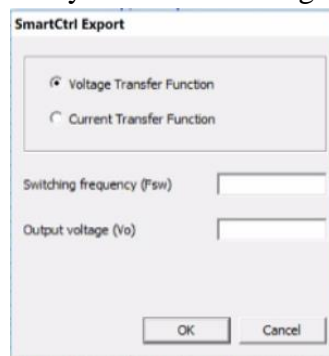 SmartCtrl Export
Voltage Transfer Function
Current Transfer Function
Switching frequency (Fsw)
Output voltage (Vo)
OK Cancel